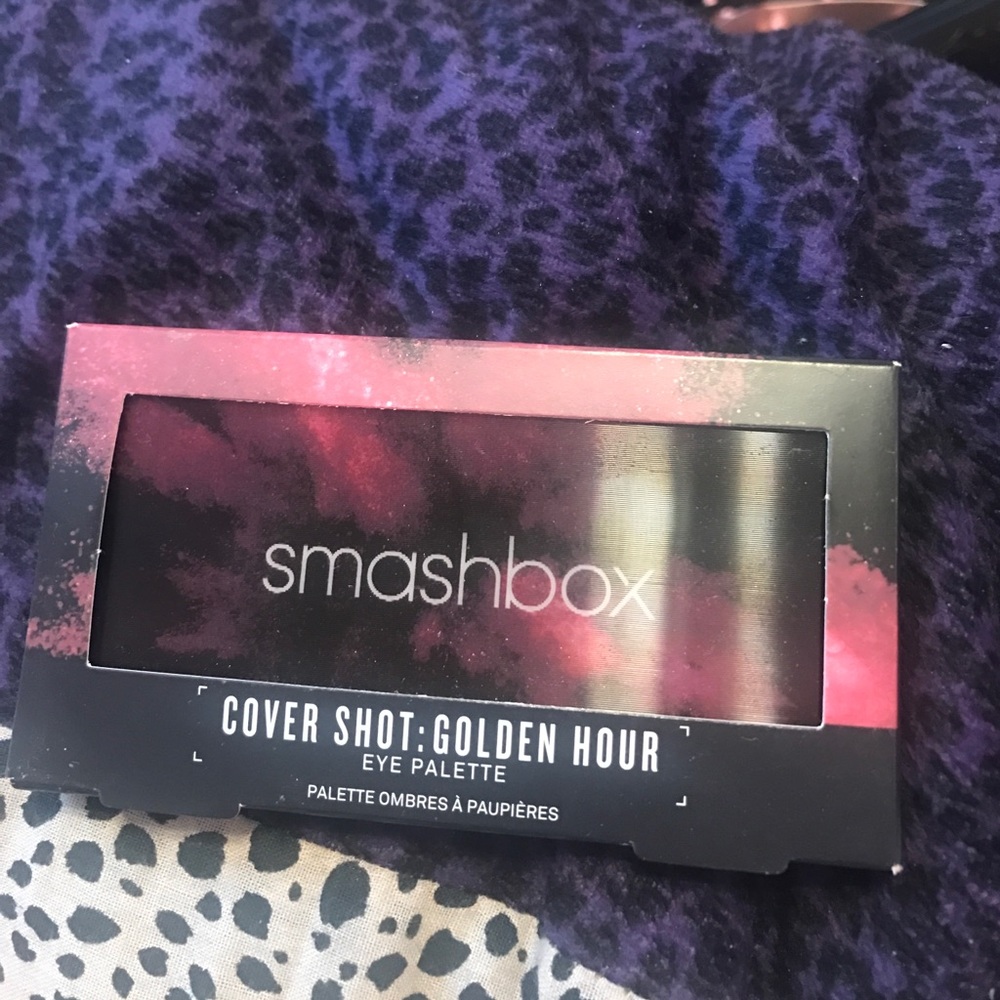 smashbox
COVER SHOT: GOLDEN HOUR
EYE PALETTE
PALETTE OMBRES À PAUPIÈRES